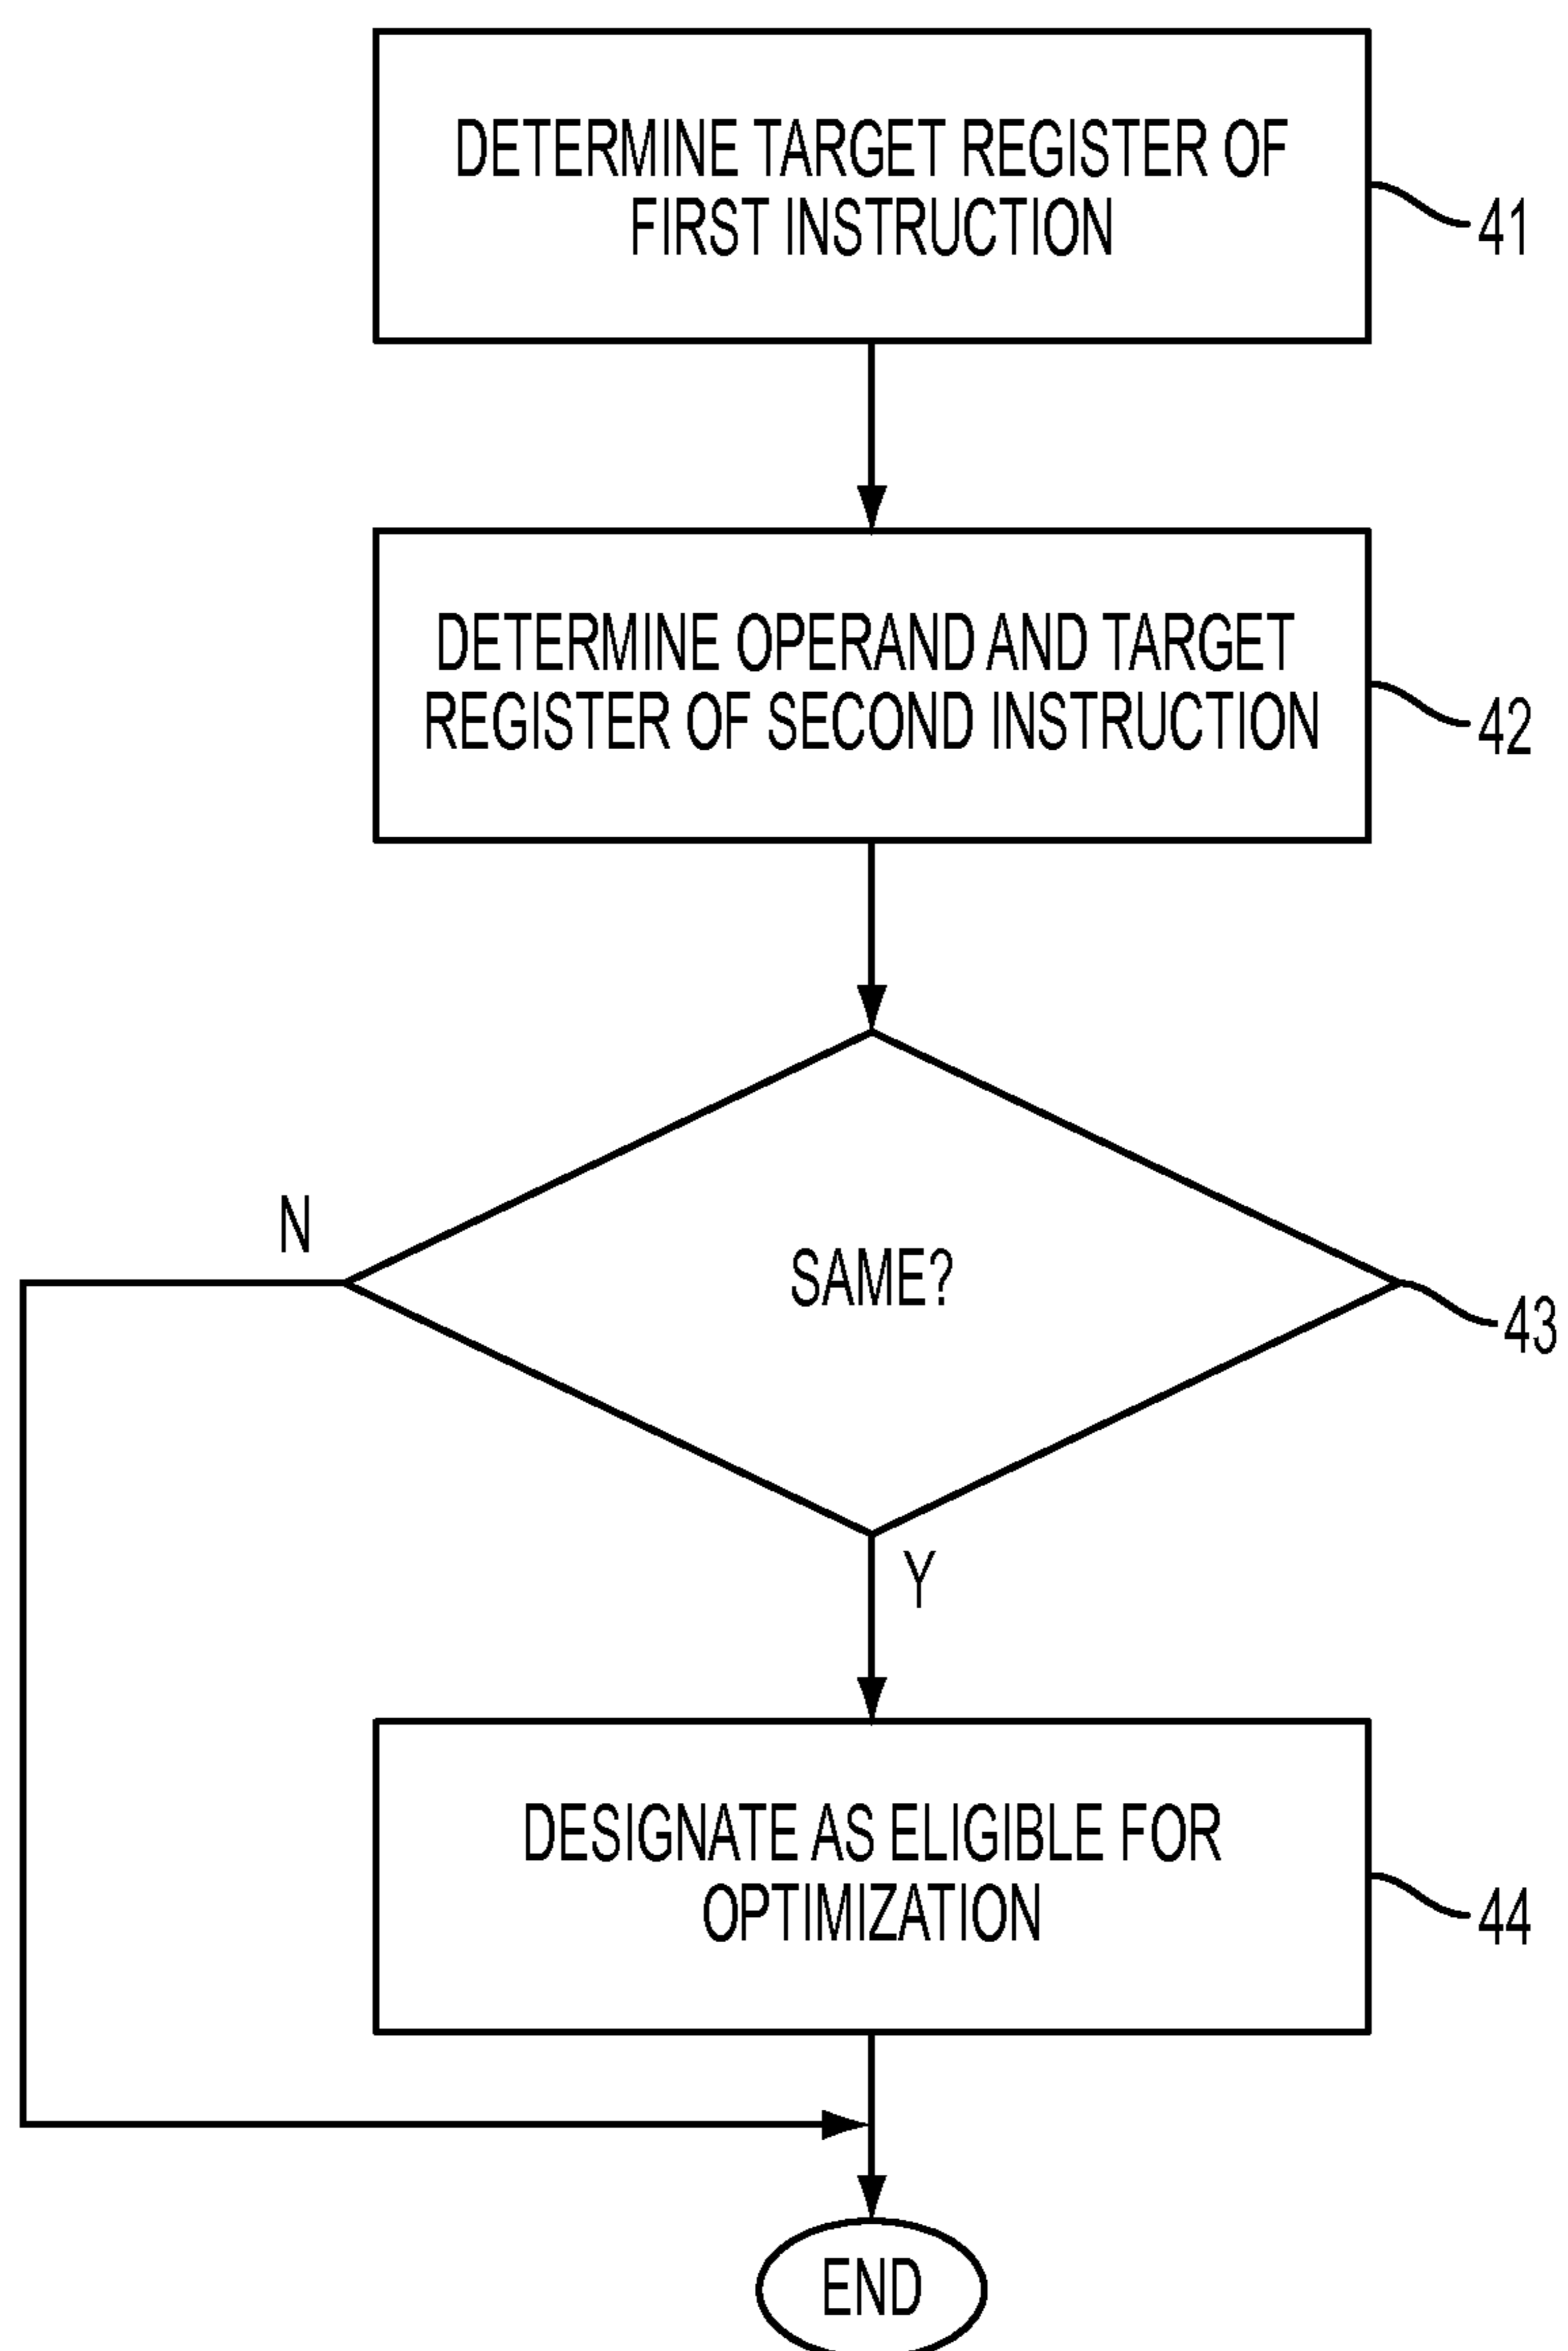 DETERMINE TARGET REGISTER OF
FIRST INSTRUCTION
41
DETERMINE OPERAND AND TARGET
REGISTER OF SECOND INSTRUCTION
42
N
SAME?
43
Y
DESIGNATE AS ELIGIBLE FOR
OPTIMIZATION
44
END